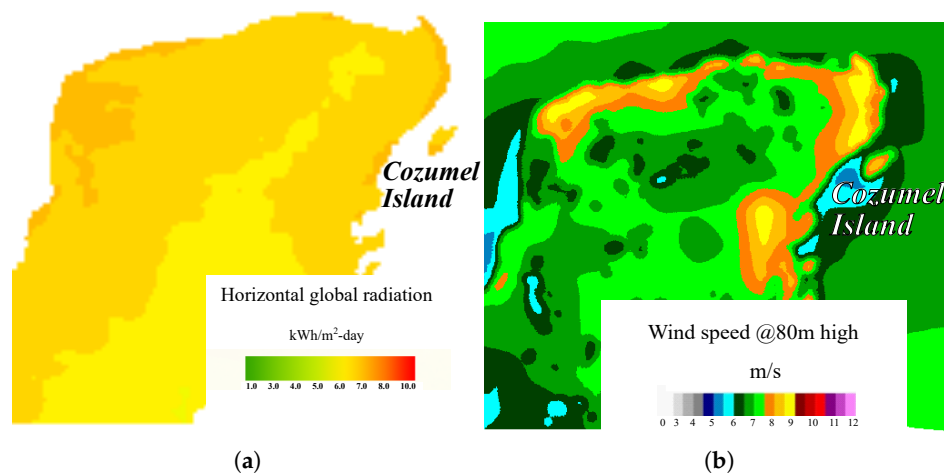 Cozumel
Island
Horizontal global radiation
kWh/m²-day
1.0 3.0 4.0 5.0 6.0 7.0 8.0 10.0
(a)
Cozumel
Island
Wind speed @80m high
m/s
0 3 4 5 6 7 8 9 10 11 12
(b)